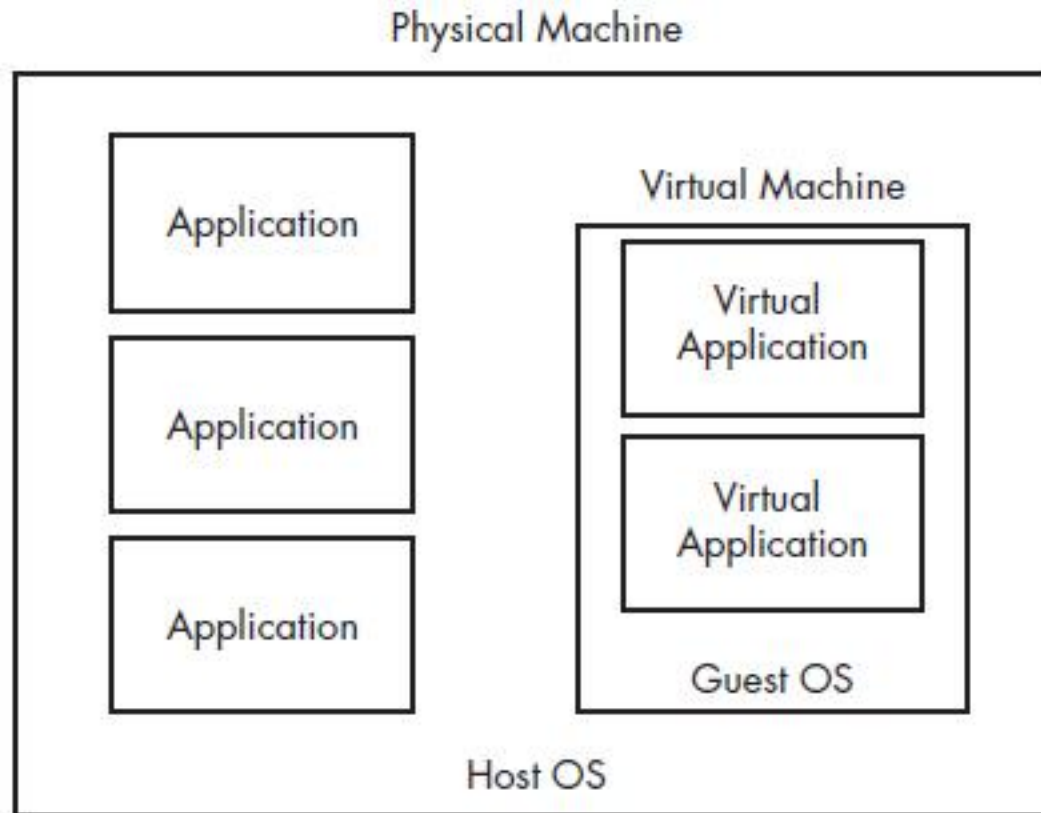 Physical Machine
Application
Application
Application
Virtual Machine
Virtual
Application
Virtual
Application
Guest OS
Host OS